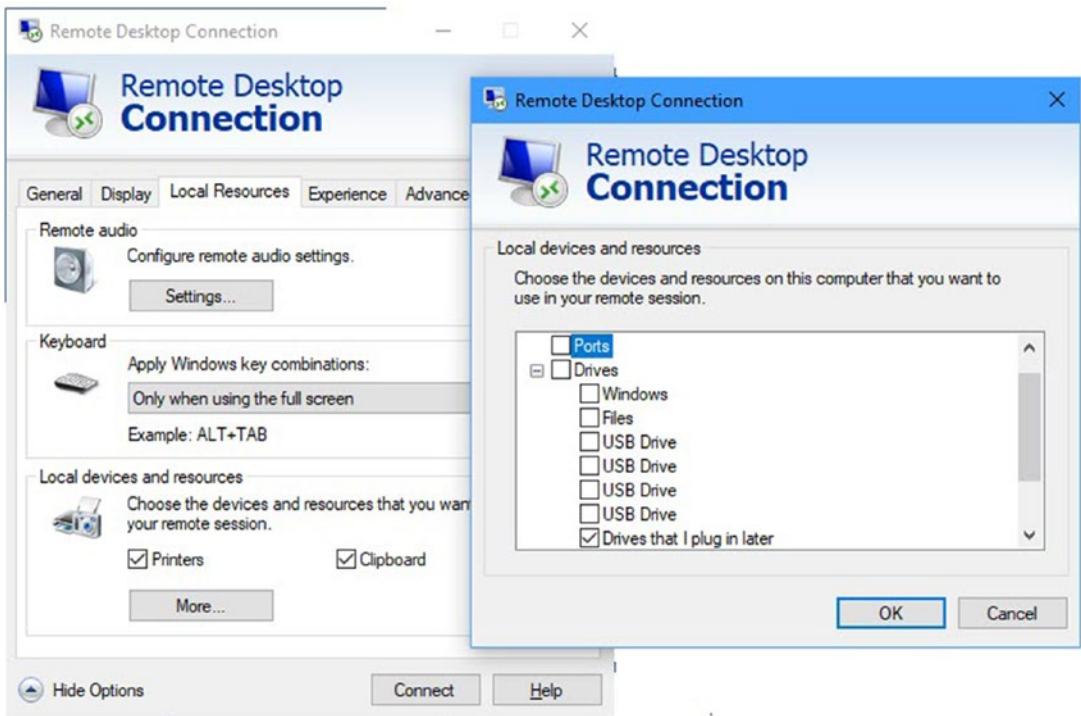 Remote Desktop Connection
Remote Desktop
Connection
General Display Local Resources Experience Advance
Remote audio
Configure remote audio settings.
Settings...
Keyboard
Apply Windows key combinations:
Only when using the full screen
Example: ALT+TAB
Local devices and resources
Choose the devices and resources that you wan
your remote session.
Printers Clipboard
More...
Hide Options Connect Help
Remote Desktop Connection
Remote Desktop
Connection
Local devices and resources
Choose the devices and resources on this computer that you want to
use in your remote session.
Ports
Drives
Windows
Files
USB Drive
USB Drive
USB Drive
USB Drive
Drives that I plug in later
OK Cancel